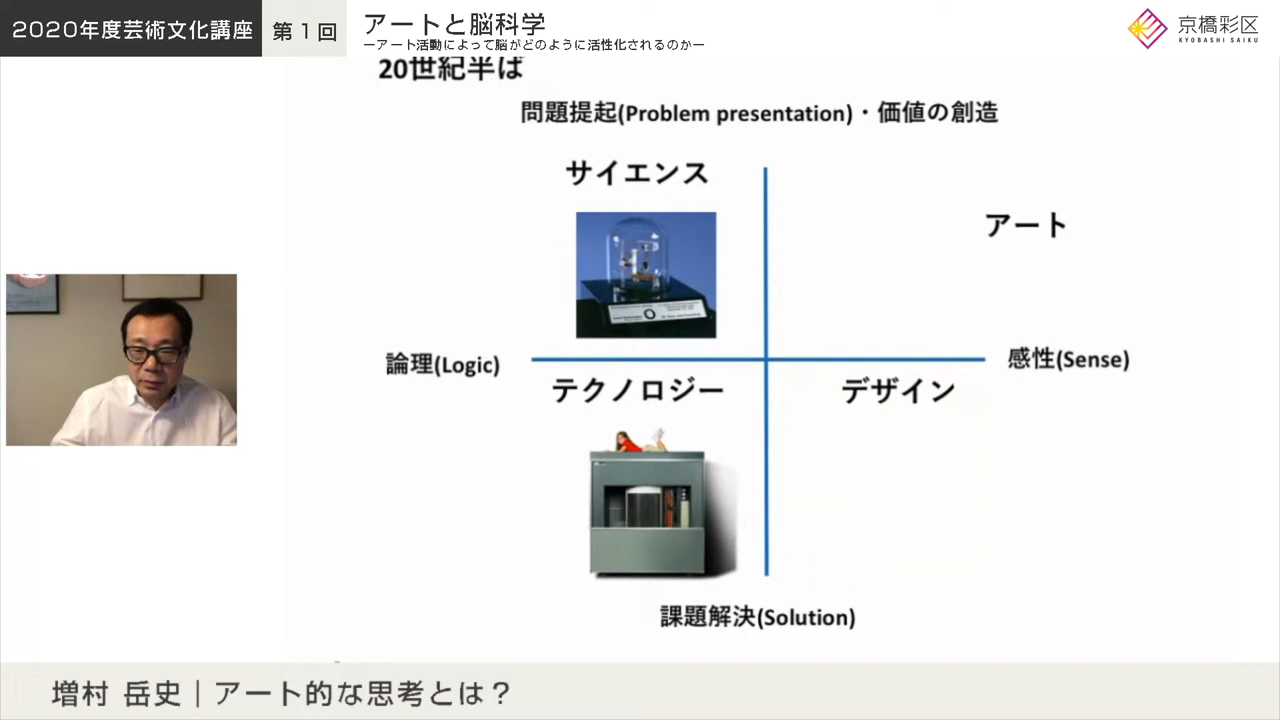 2020年度芸術文化講座
第1回
アートと脳科学
ーアート活動によって脳がどのように活性化されるのかー
京橋彩区
KYOBASHI SAIKU
20世紀半ば
問題提起(Problem presentation)・価値の創造
サイエンス
アート
論理(Logic)
感性(Sense)
テクノロジー
デザイン
課題解決(Solution)
増村 岳史｜アート的な思考とは？